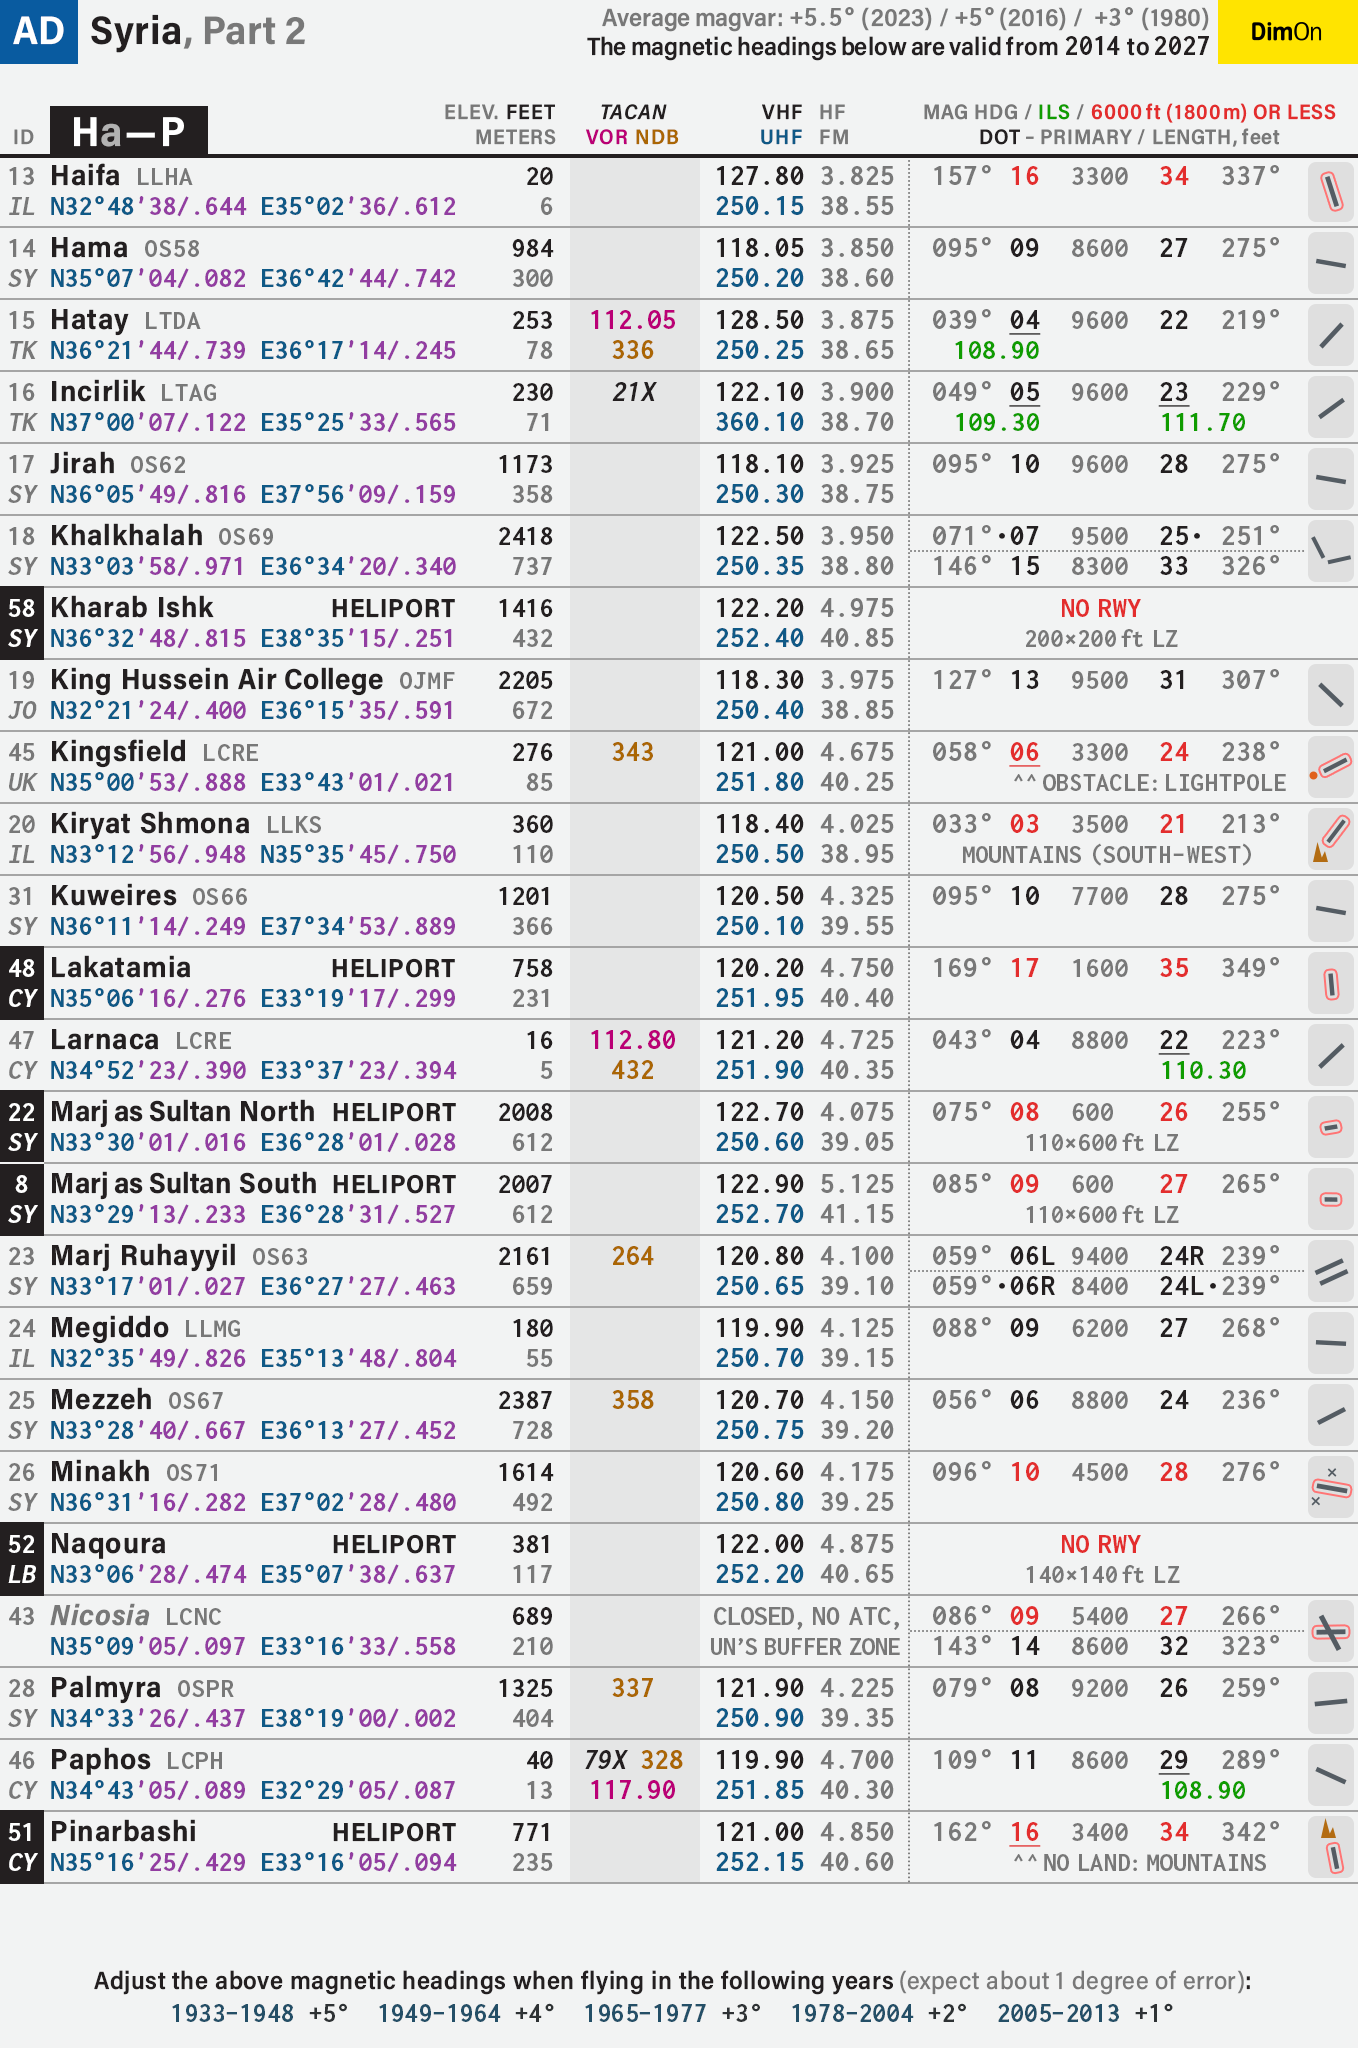 AD Syria, Part 2
Average magvar: +5.5° (2023) / +5° (2016) / +3° (1980)
The magnetic headings below are valid from 2014 to 2027
DimOn
ELEV. FEET TACAN VHF HF MAG HDG / ILS / 6000 ft (1800 m) OR LESS
ID Ha—P METERS VOR NDB UHF FM DOT – PRIMARY / LENGTH, feet
13 Haifa LLHA 20 127.80 3.825 157° 16 3300 34 337°
IL N32°48'38/.644 E35°02'36/.612 6 250.15 38.55
14 Hama OS58 984 118.05 3.850 095° 09 8600 27 275°
SY N35°07'04/.082 E36°42'44/.742 300 250.20 38.60
15 Hatay LTDA 253 112.05 128.50 3.875 039° 04 9600 22 219°
TK N36°21'44/.739 E36°17'14/.245 78 336 250.25 38.65 108.90
16 Incirlik LTAG 230 21X 122.10 3.900 049° 05 9600 23 229°
TK N37°00'07/.122 E35°25'33/.565 71 360.10 38.70 109.30 111.70
17 Jirah OS62 1173 118.10 3.925 095° 10 9600 28 275°
SY N36°05'49/.816 E37°56'09/.159 358 250.30 38.75
18 Khalkhalah OS69 2418 122.50 3.950 071° •07 9500 25• 251°
SY N33°03'58/.971 E36°34'20/.340 737 250.35 38.80 146° 15 8300 33 326°
58 Kharab Ishk HELIPORT 1416 122.20 4.975 NO RWY
SY N36°32'48/.815 E38°35'15/.251 432 252.40 40.85 200×200 ft LZ
19 King Hussein Air College OJMF 2205 118.30 3.975 127° 13 9500 31 307°
JO N32°21'24/.400 E36°15'35/.591 672 250.40 38.85
45 Kingsfield LCRE 276 343 121.00 4.675 058° 06 3300 24 238°
UK N35°00'53/.888 E33°43'01/.021 85 251.80 40.25 ^^ OBSTACLE: LIGHTPOLE
20 Kiryat Shmona LLKS 360 118.40 4.025 033° 03 3500 21 213°
IL N33°12'56/.948 N35°35'45/.750 110 250.50 38.95 MOUNTAINS (SOUTH-WEST)
31 Kuweires OS66 1201 120.50 4.325 095° 10 7700 28 275°
SY N36°11'14/.249 E37°34'53/.889 366 250.10 39.55
48 Lakatamia HELIPORT 758 120.20 4.750 169° 17 1600 35 349°
CY N35°06'16/.276 E33°19'17/.299 231 251.95 40.40
47 Larnaca LCRE 16 112.80 121.20 4.725 043° 04 8800 22 223°
CY N34°52'23/.390 E33°37'23/.394 5 432 251.90 40.35 110.30
22 Marj as Sultan North HELIPORT 2008 122.70 4.075 075° 08 600 26 255°
SY N33°30'01/.016 E36°28'01/.028 612 250.60 39.05 110×600 ft LZ
8 Marj as Sultan South HELIPORT 2007 122.90 5.125 085° 09 600 27 265°
SY N33°29'13/.233 E36°28'31/.527 612 252.70 41.15 110×600 ft LZ
23 Marj Ruhayyil OS63 2161 264 120.80 4.100 059° 06L 9400 24R 239°
SY N33°17'01/.027 E36°27'27/.463 659 250.65 39.10 059° •06R 8400 24L• 239°
24 Megiddo LLMG 180 119.90 4.125 088° 09 6200 27 268°
IL N32°35'49/.826 E35°13'48/.804 55 250.70 39.15
25 Mezzeh OS67 2387 358 120.70 4.150 056° 06 8800 24 236°
SY N33°28'40/.667 E36°13'27/.452 728 250.75 39.20
26 Minakh OS71 1614 120.60 4.175 096° 10 4500 28 276°
SY N36°31'16/.282 E37°02'28/.480 492 250.80 39.25
52 Naqoura HELIPORT 381 122.00 4.875 NO RWY
LB N33°06'28/.474 E35°07'38/.637 117 252.20 40.65 140×140 ft LZ
43 Nicosia LCNC 689 CLOSED, NO ATC, 086° 09 5400 27 266°
N35°09'05/.097 E33°16'33/.558 210 UN'S BUFFER ZONE 143° 14 8600 32 323°
28 Palmyra OSPR 1325 337 121.90 4.225 079° 08 9200 26 259°
SY N34°33'26/.437 E38°19'00/.002 404 250.90 39.35
46 Paphos LCPH 40 79X 328 119.90 4.700 109° 11 8600 29 289°
CY N34°43'05/.089 E32°29'05/.087 13 117.90 251.85 40.30 108.90
51 Pinarbashi HELIPORT 771 121.00 4.850 162° 16 3400 34 342°
CY N35°16'25/.429 E33°16'05/.094 235 252.15 40.60 ^^ NO LAND: MOUNTAINS
Adjust the above magnetic headings when flying in the following years (expect about 1 degree of error):
1933–1948 +5° 1949–1964 +4° 1965–1977 +3° 1978–2004 +2° 2005–2013 +1°